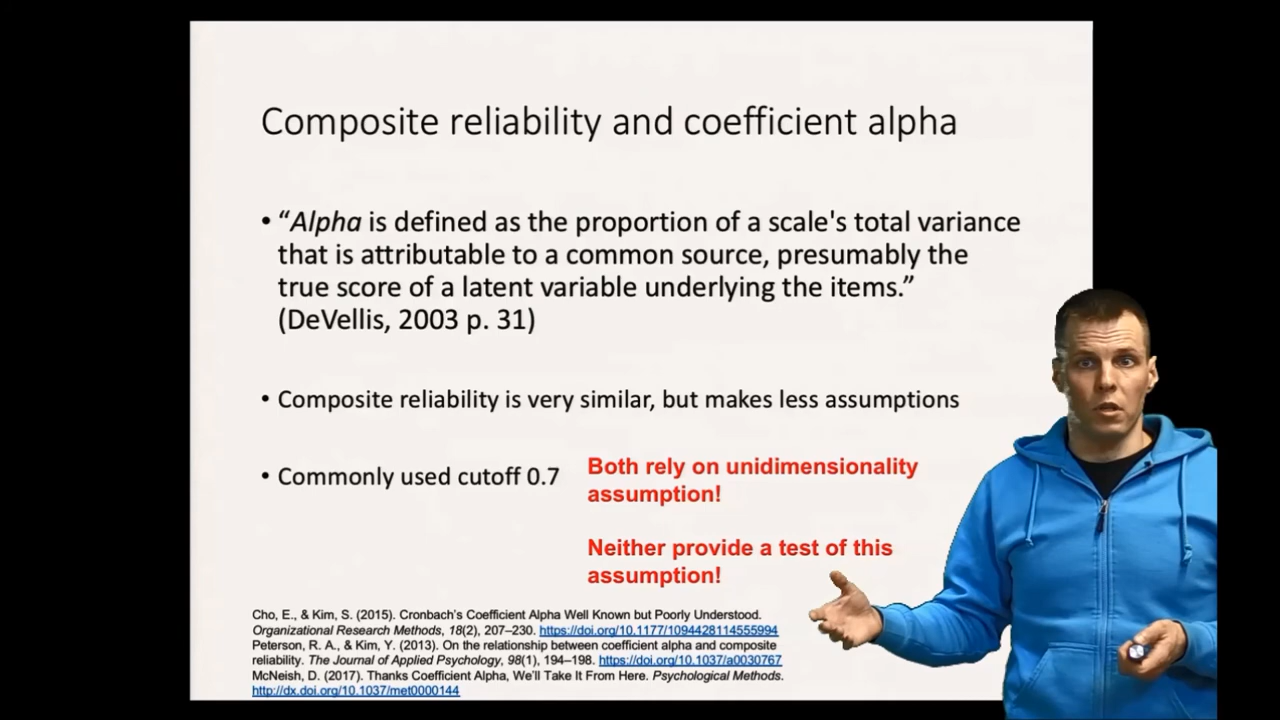 Composite reliability and coefficient alpha
• “Alpha is defined as the proportion of a scale's total variance
that is attributable to a common source, presumably the
true score of a latent variable underlying the items.”
(DeVellis, 2003 p. 31)
• Composite reliability is very similar, but makes less assumptions
• Commonly used cutoff 0.7
Both rely on unidimensionality
assumption!
Neither provide a test of this
assumption!
Cho, E., & Kim, S. (2015). Cronbach’s Coefficient Alpha Well Known but Poorly Understood.
Organizational Research Methods, 18(2), 207–230. https://doi.org/10.1177/1094428114555994
Peterson, R. A., & Kim, Y. (2013). On the relationship between coefficient alpha and composite
reliability. The Journal of Applied Psychology, 98(1), 194–198. https://doi.org/10.1037/a0030767
McNeish, D. (2017). Thanks Coefficient Alpha, We’ll Take It From Here. Psychological Methods.
http://dx.doi.org/10.1037/met0000144